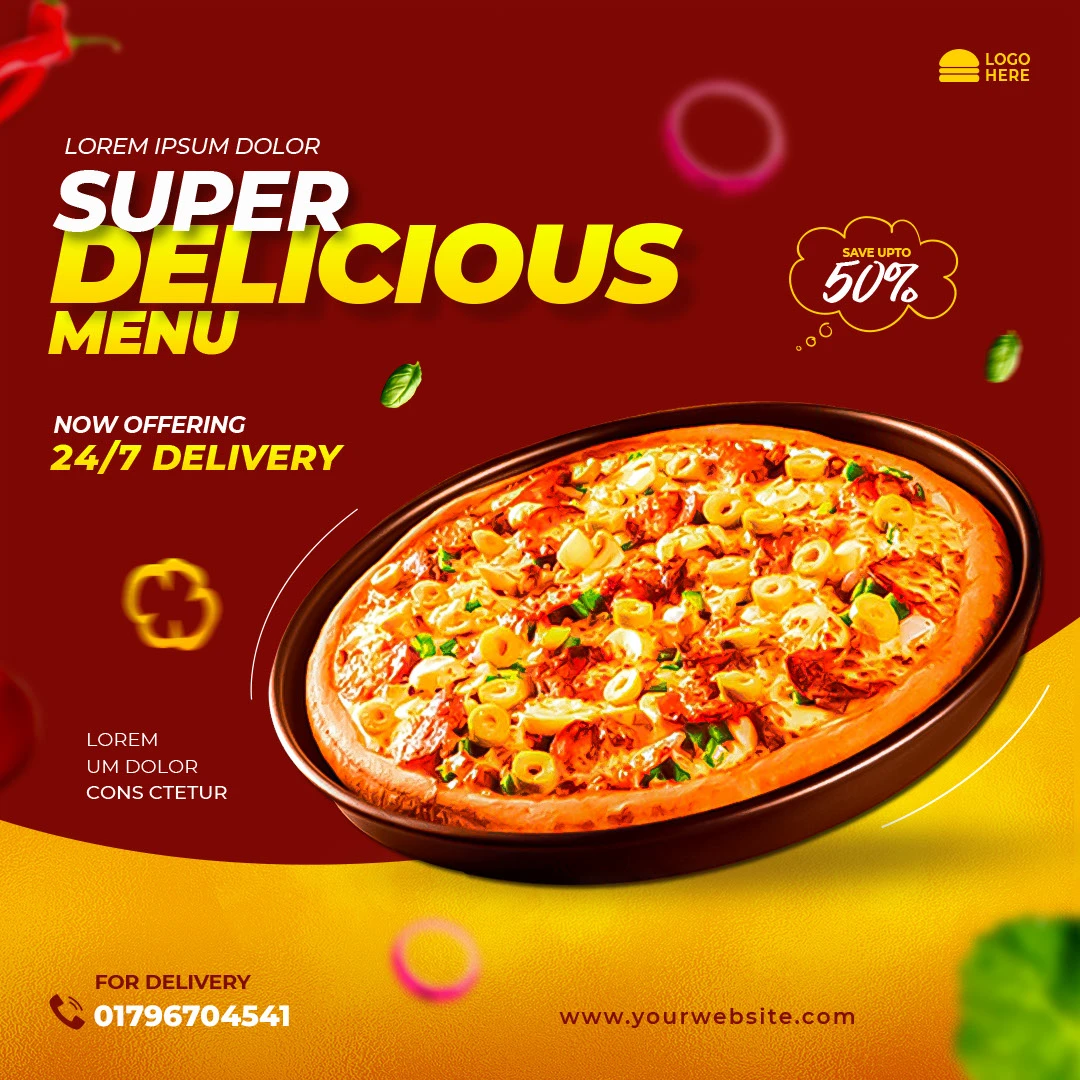 LOGO
HERE
LOREM IPSUM DOLOR
SUPER
DELICIOUS
MENU
SAVE UPTO
50%
NOW OFFERING
24/7 DELIVERY
LOREM
UM DOLOR
CONS CTETUR
FOR DELIVERY
01796704541
www.yourwebsite.com